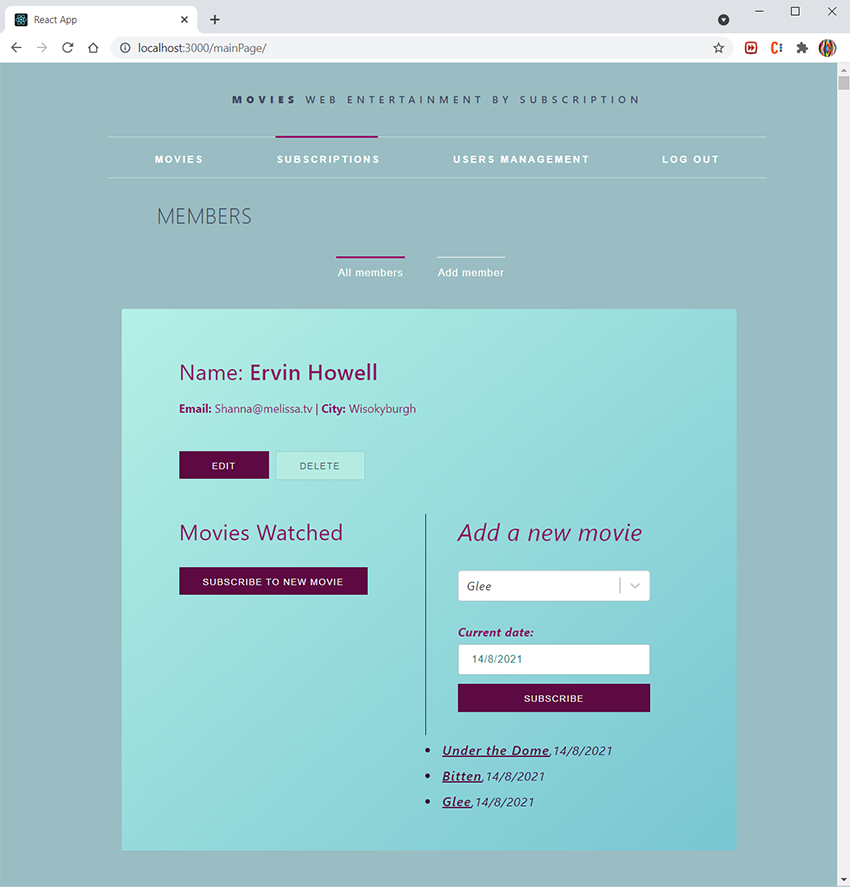 React App
localhost:3000/mainPage/
MOVIES WEB ENTERTAINMENT BY SUBSCRIPTION
MOVIES SUBSCRIPTIONS USERS MANAGEMENT LOG OUT
MEMBERS
All members Add member
Name: Ervin Howell
Email: Shanna@melissa.tv | City: Wisokyburgh
EDIT DELETE
Movies Watched
SUBSCRIBE TO NEW MOVIE
Add a new movie
Glee
Current date:
14/8/2021
SUBSCRIBE
• Under the Dome,14/8/2021
• Bitten,14/8/2021
• Glee,14/8/2021